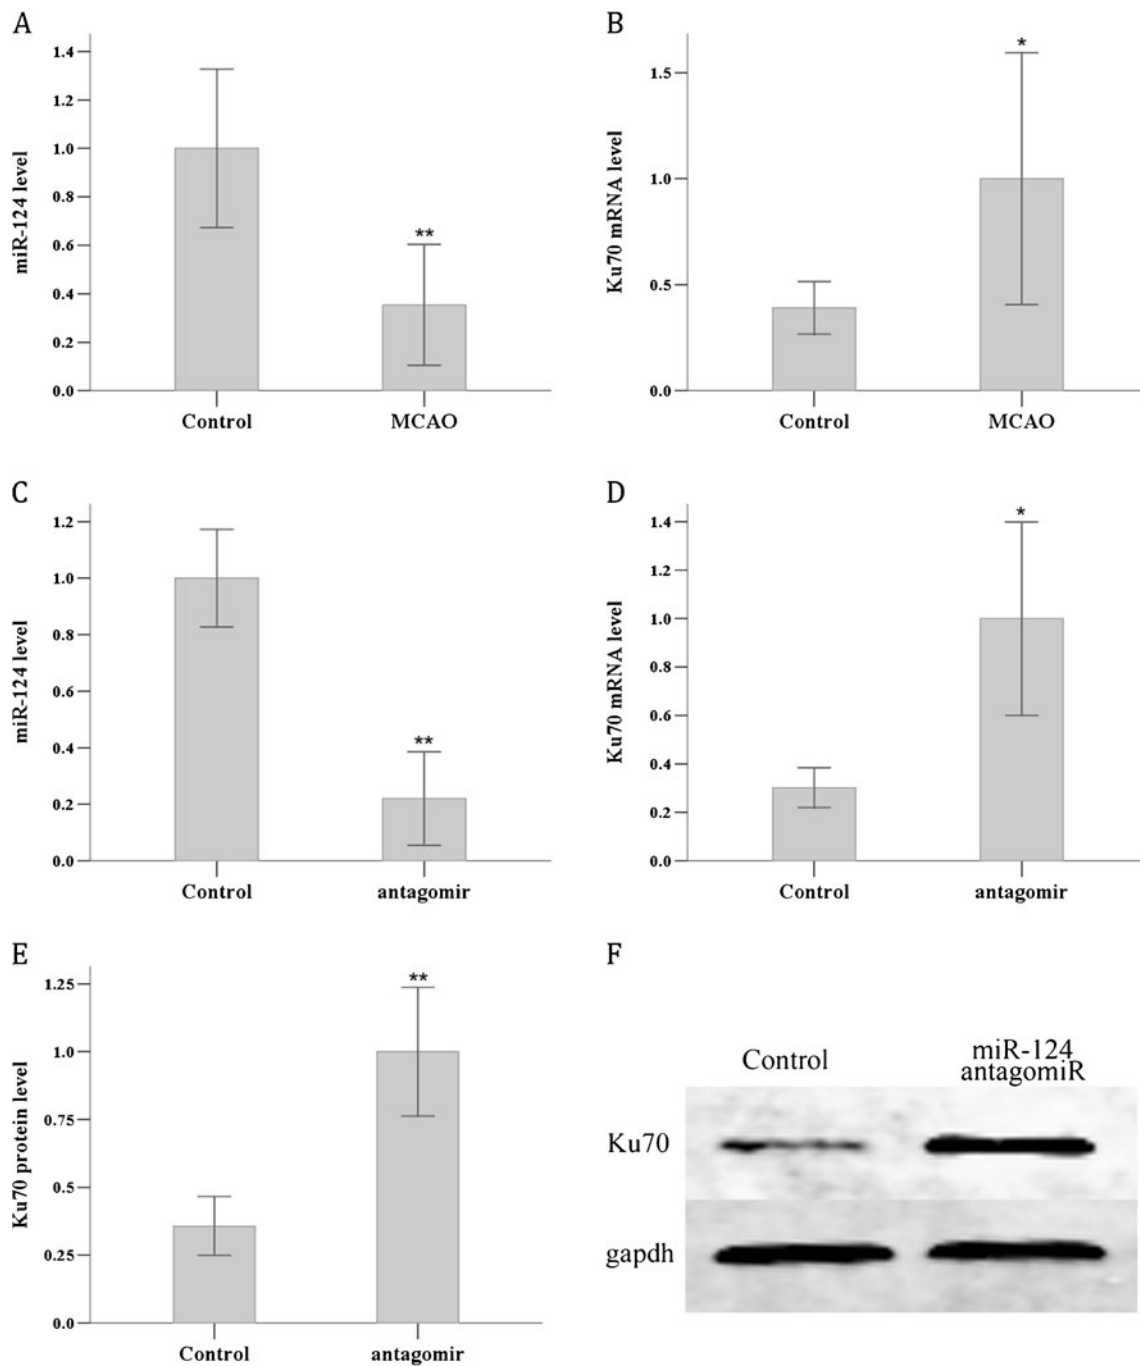 A
miR-124 level
1.4
1.2
1.0
0.8
0.6
0.4
0.2
0.0
**
Control
MCAO
B
Ku70 mRNA level
1.5
1.0
0.5
0.0
*
Control
MCAO
C
miR-124 level
1.2
1.0
0.8
0.6
0.4
0.2
0.0
**
Control
antagomir
D
Ku70 mRNA level
1.4
1.2
1.0
0.8
0.6
0.4
0.2
0.0
*
Control
antagomir
E
Ku70 protein level
1.25
1.0
0.75
0.5
0.25
0.0
**
Control
antagomir
F
Control
miR-124
antagomiR
Ku70
gapdh